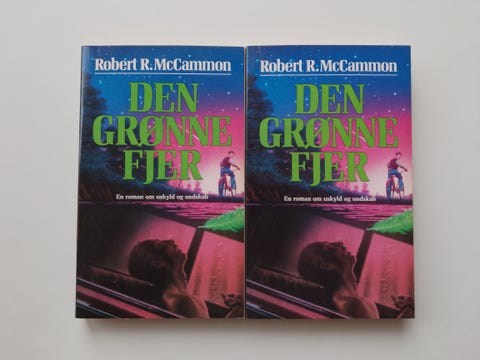 Robert R. McCammon
DEN
GRØNNE
FJER
En roman om uskyld og ondskab
Robert R. McCammon
DEN
GRØNNE
FJER
En roman om uskyld og ondskab